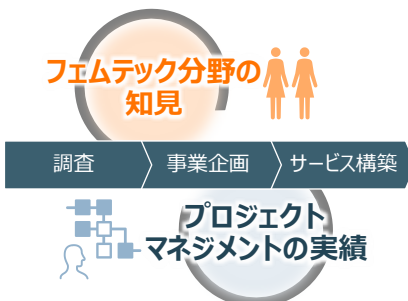 フェムテック分野の
知見
調査
事業企画
サービス構築
プロジェクト
マネジメントの実績